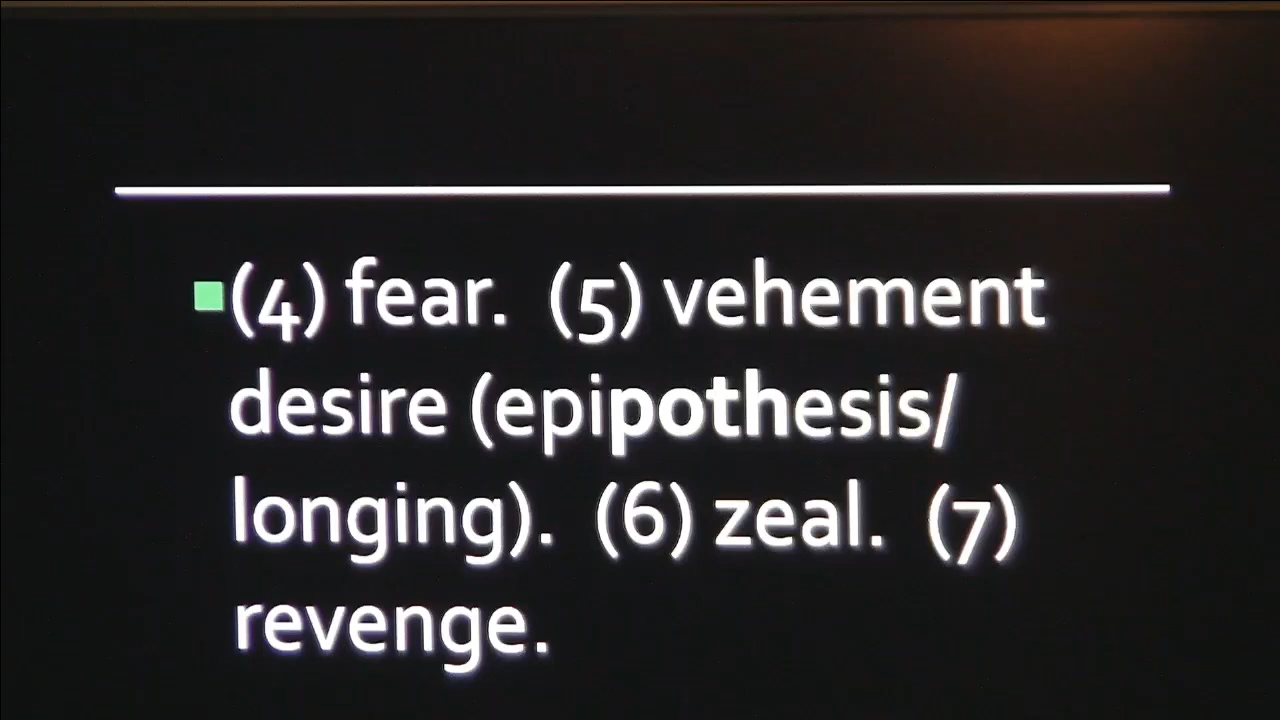 (4) fear.  (5) vehement
desire (epipothesis/
longing).  (6) zeal.  (7)
revenge.